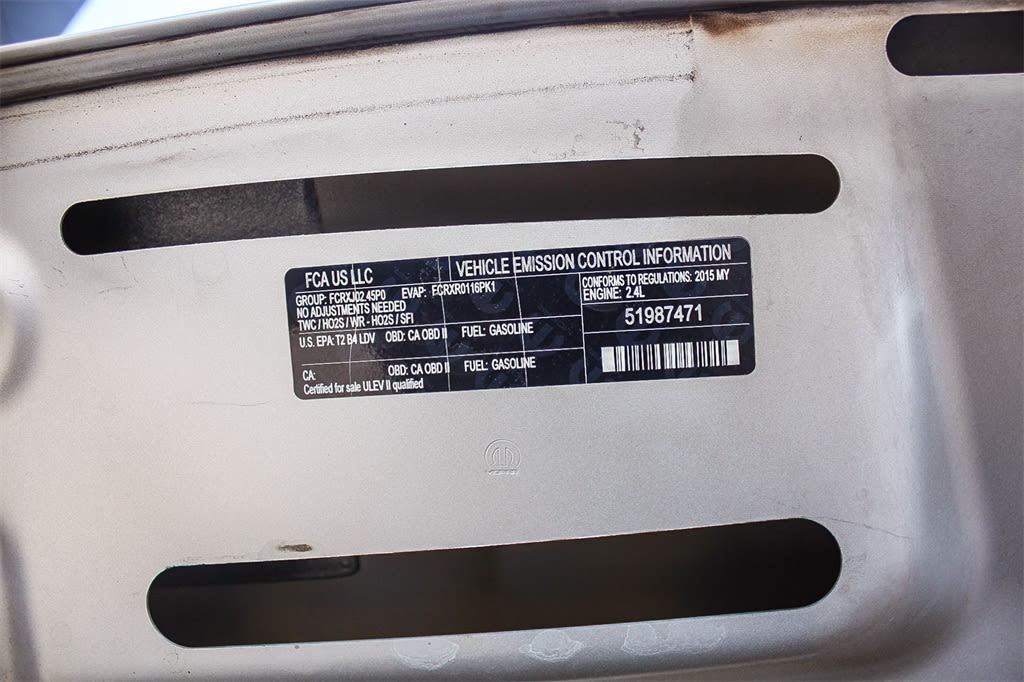 FCA US LLC
VEHICLE EMISSION CONTROL INFORMATION
GROUP: FCRXJ02.45P0 EVAP: FCRXR0116PK1
NO ADJUSTMENTS NEEDED
TWC / HO2S / WR - HO2S / SFI
U.S. EPA: T2 B4 LDV OBD: CA OBD II FUEL: GASOLINE
CA: OBD: CA OBD II FUEL: GASOLINE
Certified for sale ULEV II qualified
CONFORMS TO REGULATIONS: 2015 MY
ENGINE: 2.4L
51987471